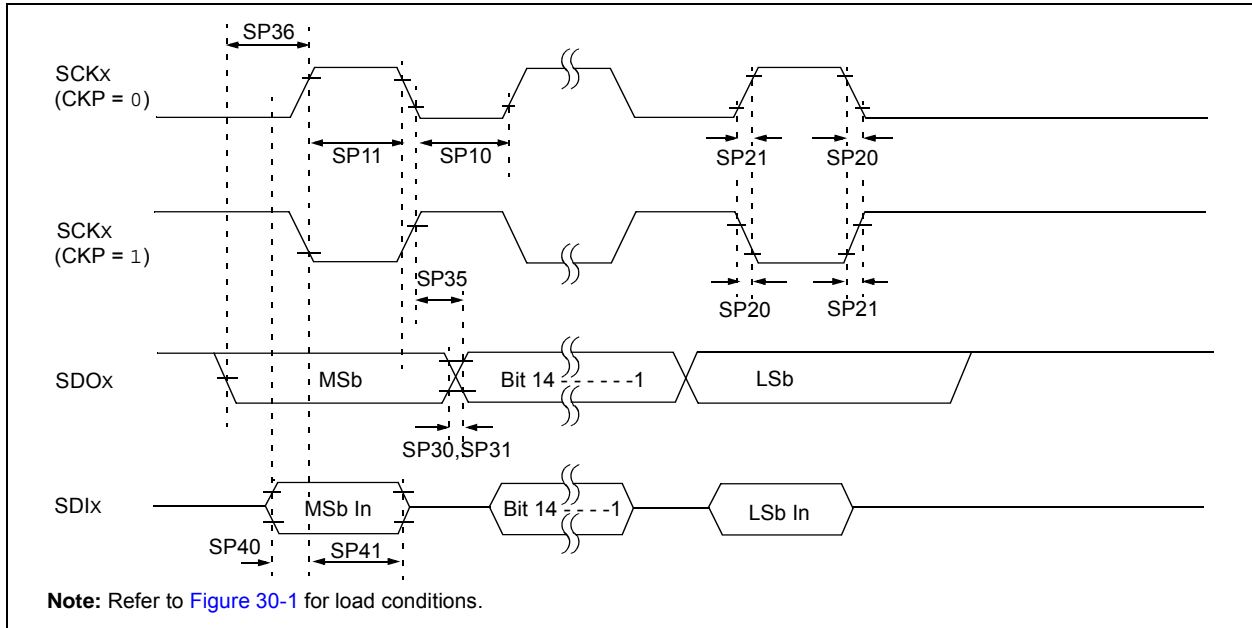 SP36
SCKx
(CKP = 0)
SP11
SP10
SP21
SP20
SCKx
(CKP = 1)
SP35
SP20
SP21
SDOx
MSb
Bit 14 - - - - - -1
LSb
SP30,SP31
SDIx
MSb In
Bit 14 - - - -1
LSb In
SP40
SP41
Note: Refer to Figure 30-1 for load conditions.